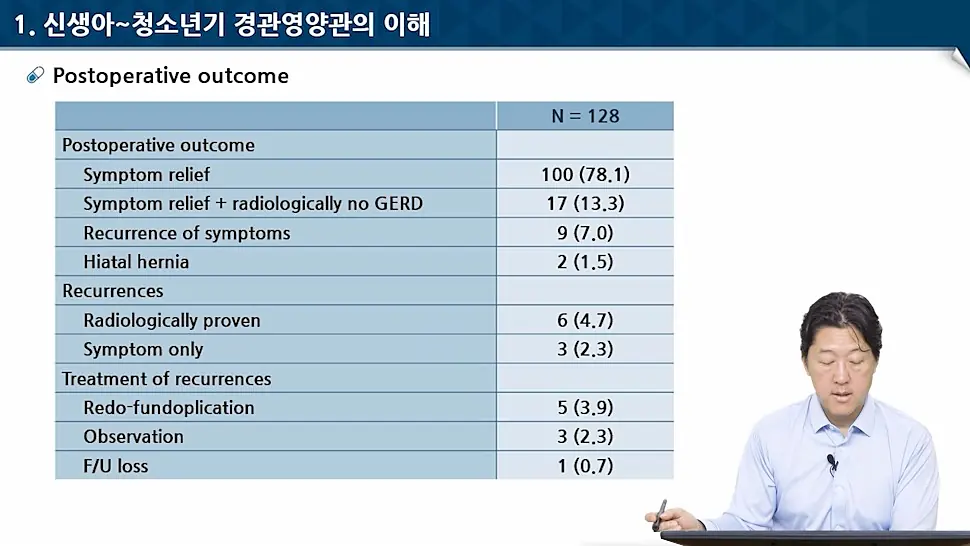 1. 신생아~청소년기 경관영양관의 이해
Postoperative outcome
N = 128
Postoperative outcome
Symptom relief 100 (78.1)
Symptom relief + radiologically no GERD 17 (13.3)
Recurrence of symptoms 9 (7.0)
Hiatal hernia 2 (1.5)
Recurrences
Radiologically proven 6 (4.7)
Symptom only 3 (2.3)
Treatment of recurrences
Redo-fundoplication 5 (3.9)
Observation 3 (2.3)
F/U loss 1 (0.7)